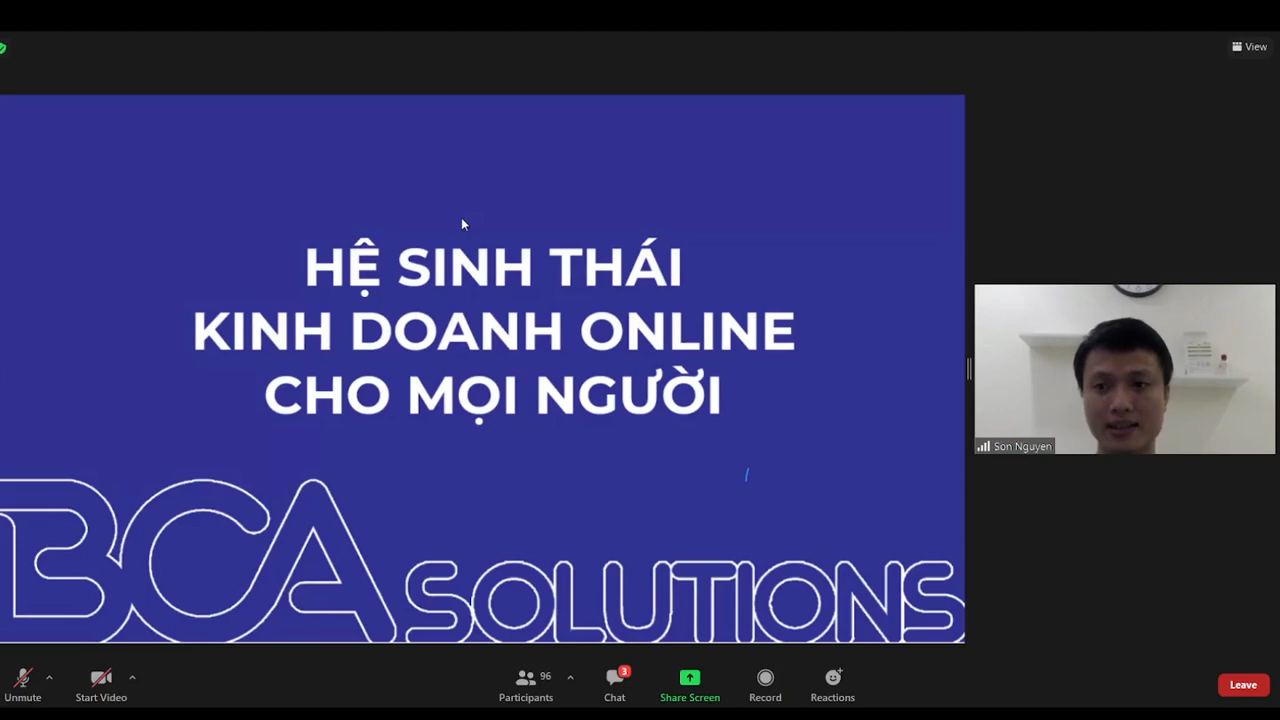 View
HỆ SINH THÁI
KINH DOANH ONLINE
CHO MỌI NGƯỜI
Son Nguyen
BCA SOLUTIONS
Unmute
Start Video
96
Participants
3
Chat
Share Screen
Record
Reactions
Leave